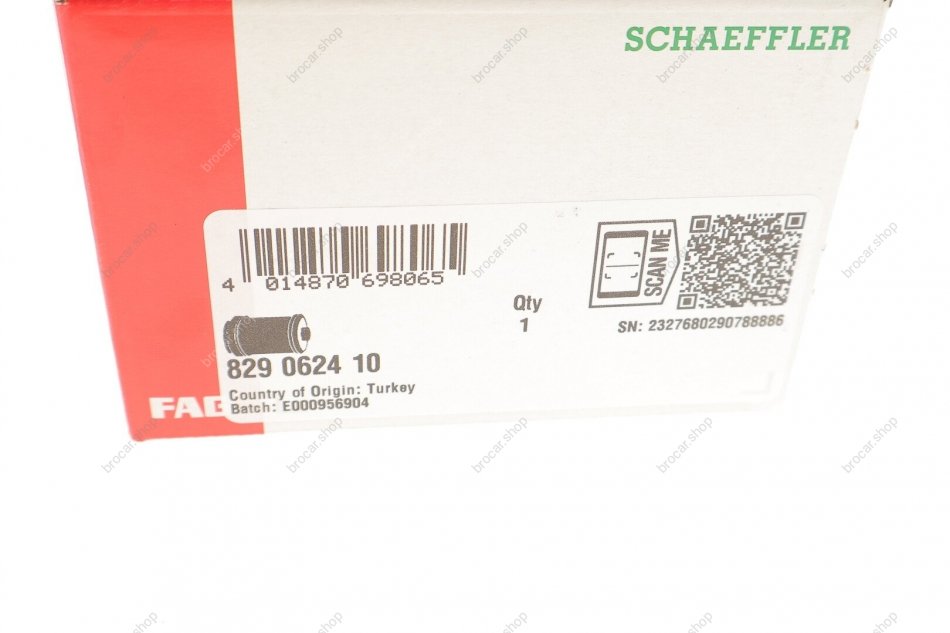 SCHAEFFLER
4 014870 698065
Qty
1
SCAN ME
SN: 2327680290788886
829 0624 10
Country of Origin: Turkey
Batch: E000956904
FAG
brocar.shop